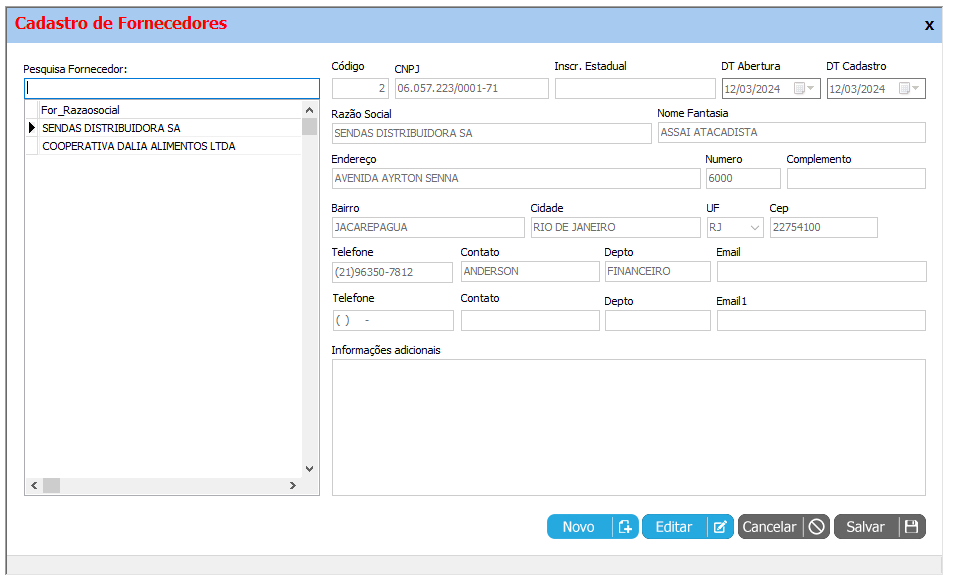 Cadastro de Fornecedores
x
Pesquisa Fornecedor:
For_Razaosocial
SENDAS DISTRIBUIDORA SA
COOPERATIVA DALIA ALIMENTOS LTDA
Código CNPJ Inscr. Estadual DT Abertura DT Cadastro
2 06.057.223/0001-71 12/03/2024 12/03/2024
Razão Social Nome Fantasia
SENDAS DISTRIBUIDORA SA ASSAI ATACADISTA
Endereço Numero Complemento
AVENIDA AYRTON SENNA 6000
Bairro Cidade UF Cep
JACAREPAGUA RIO DE JANEIRO RJ 22754100
Telefone Contato Depto Email
(21)96350-7812 ANDERSON FINANCEIRO
Telefone Contato Depto Email1
( ) -
Informações adicionais
Novo Editar Cancelar Salvar